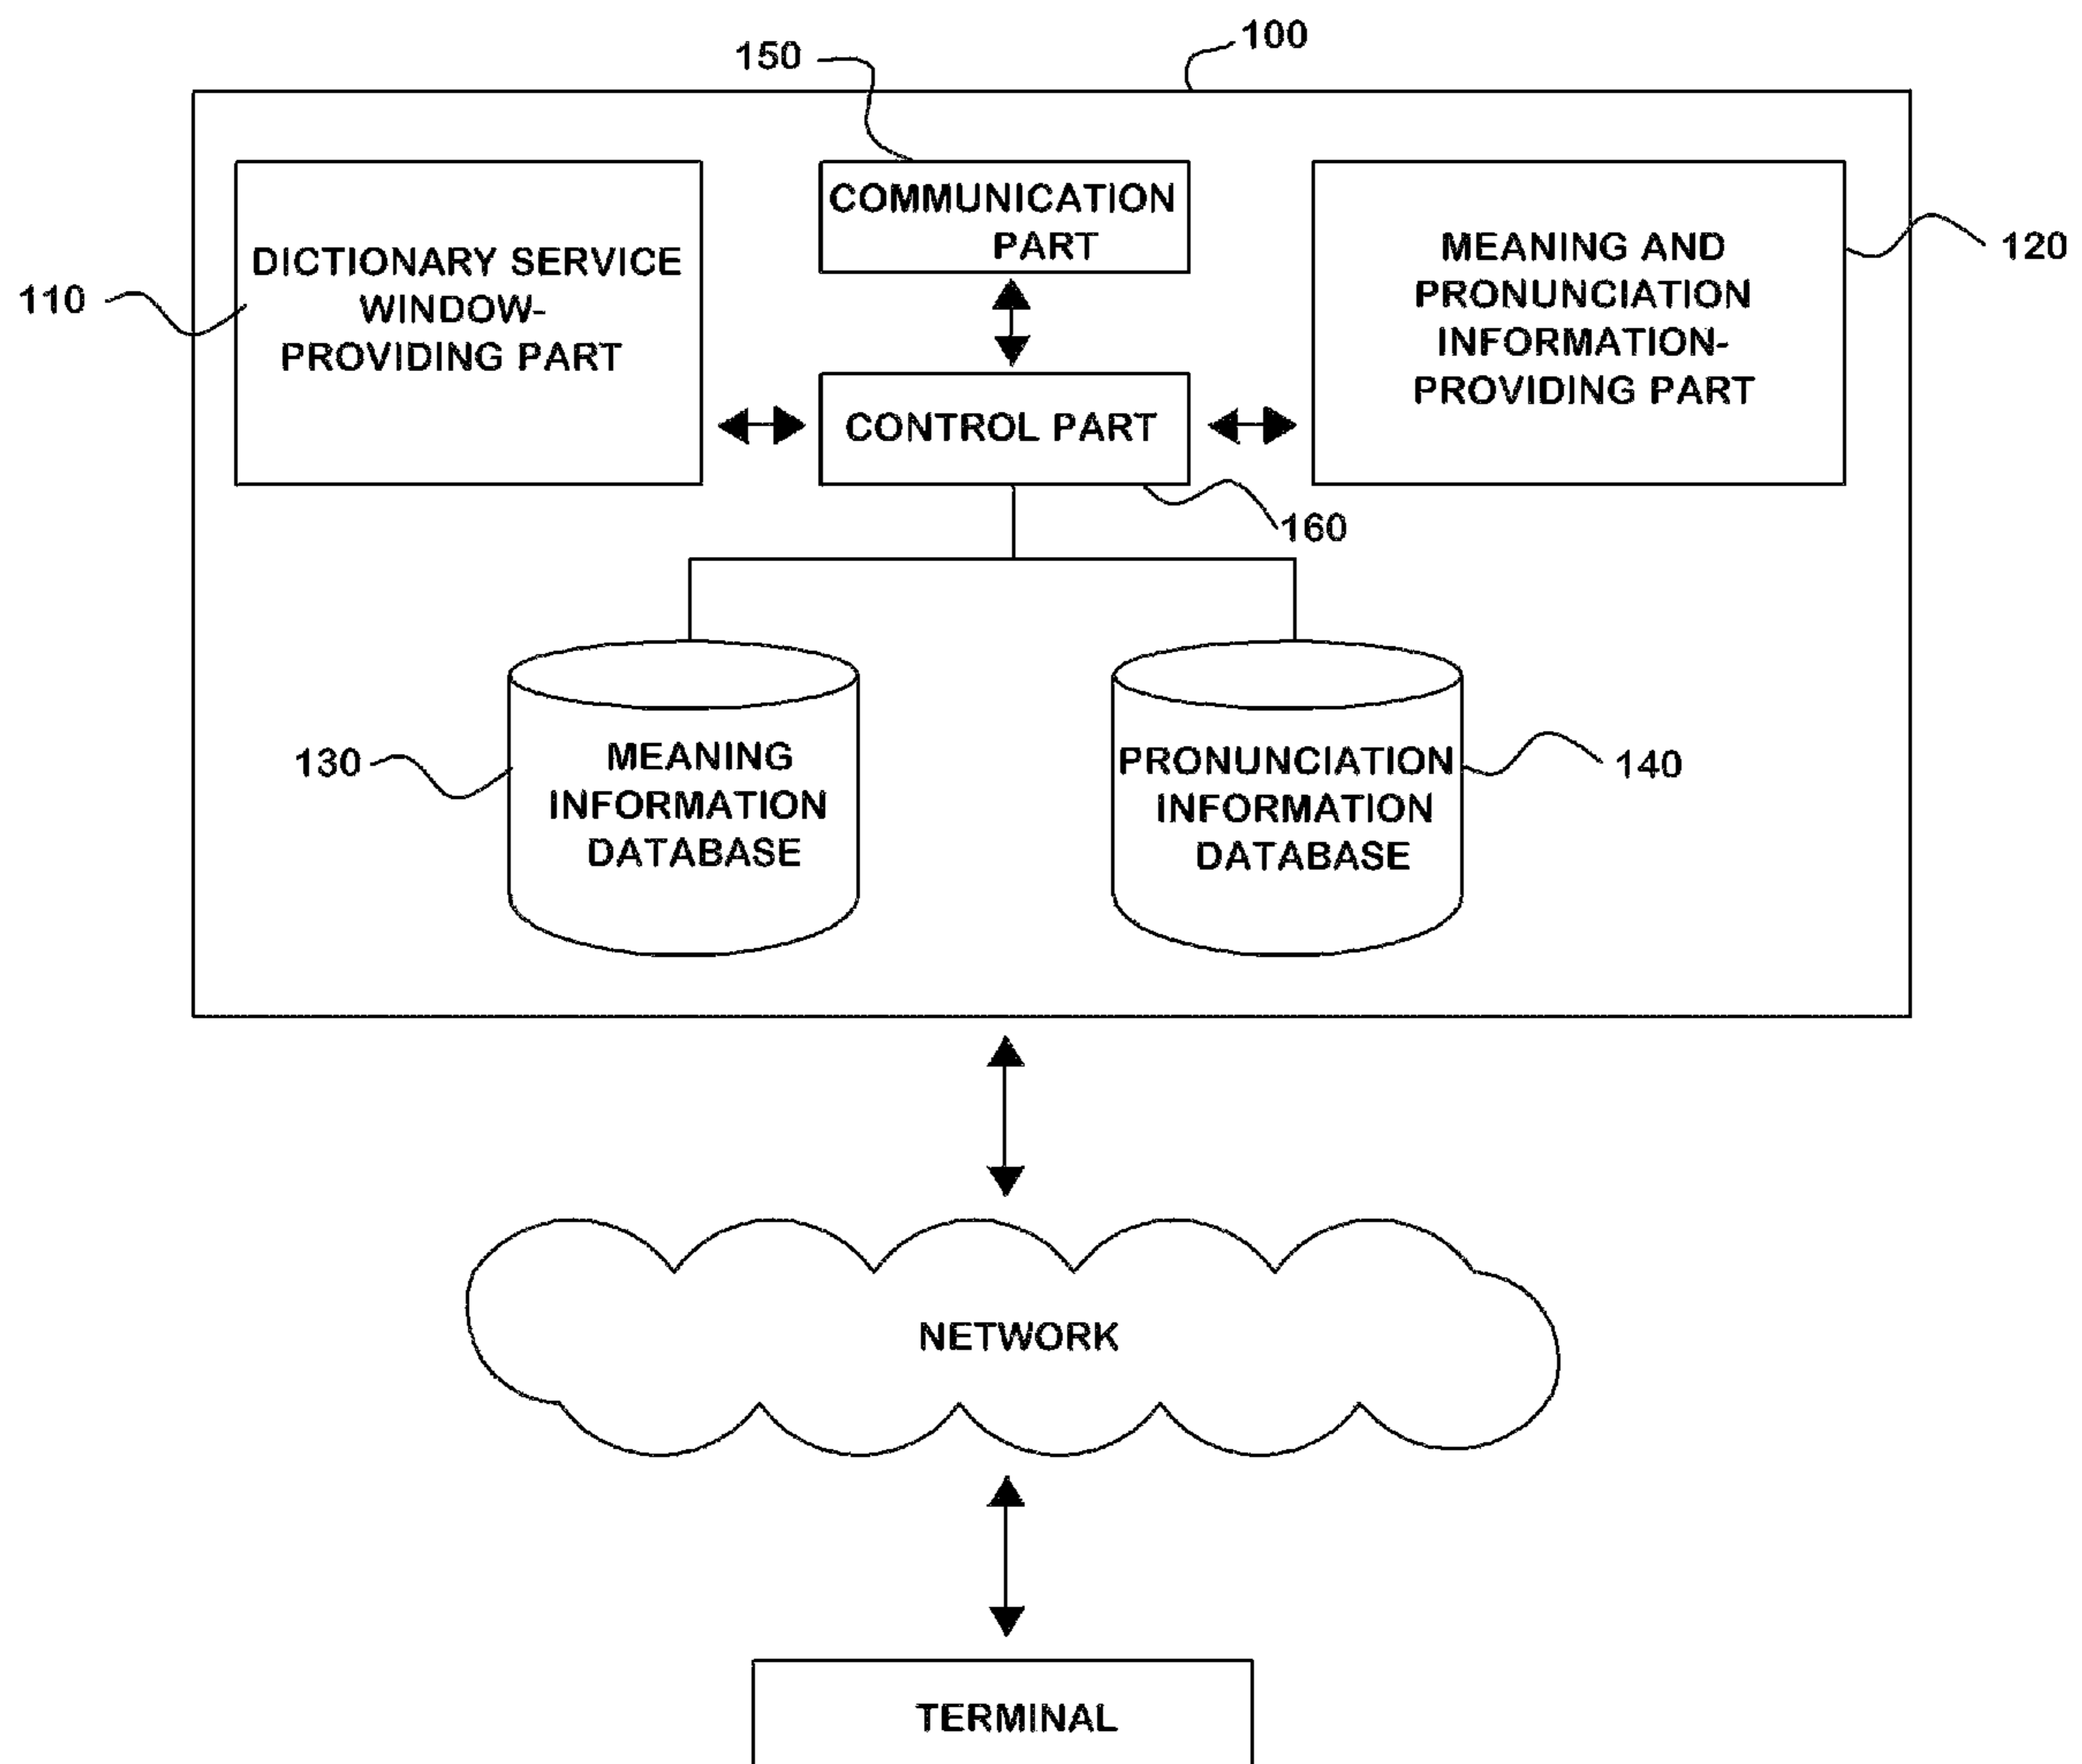 100
150
COMMUNICATION
PART
DICTIONARY SERVICE
WINDOW-
PROVIDING PART
110
MEANING AND
PRONUNCIATION
INFORMATION-
PROVIDING PART
120
CONTROL PART
160
MEANING
INFORMATION
DATABASE
130
PRONUNCIATION
INFORMATION
DATABASE
140
NETWORK
TERMINAL